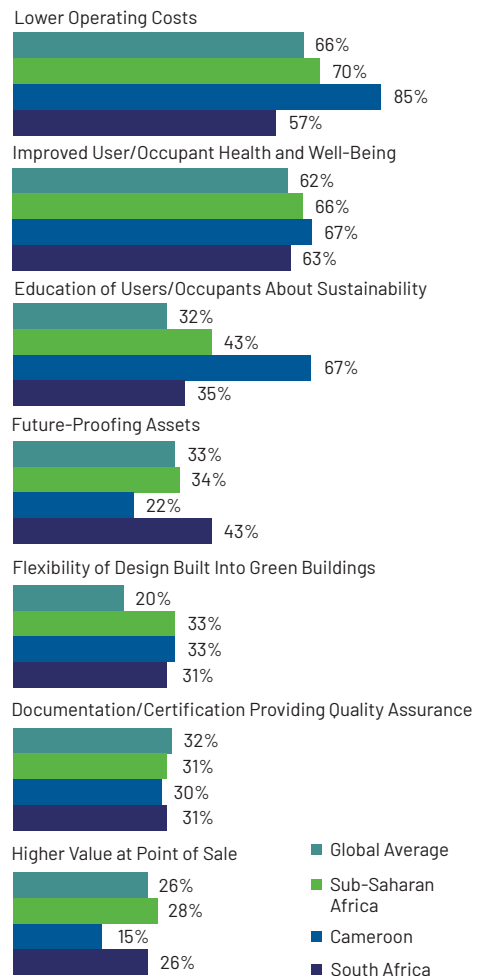 Lower Operating Costs
66%
70%
85%
57%
Improved User/Occupant Health and Well-Being
62%
66%
67%
63%
Education of Users/Occupants About Sustainability
32%
43%
67%
35%
Future-Proofing Assets
33%
34%
22%
43%
Flexibility of Design Built Into Green Buildings
20%
33%
33%
31%
Documentation/Certification Providing Quality Assurance
32%
31%
30%
31%
Higher Value at Point of Sale
26%
28%
15%
26%
Global Average
Sub-Saharan
Africa
Cameroon
South Africa